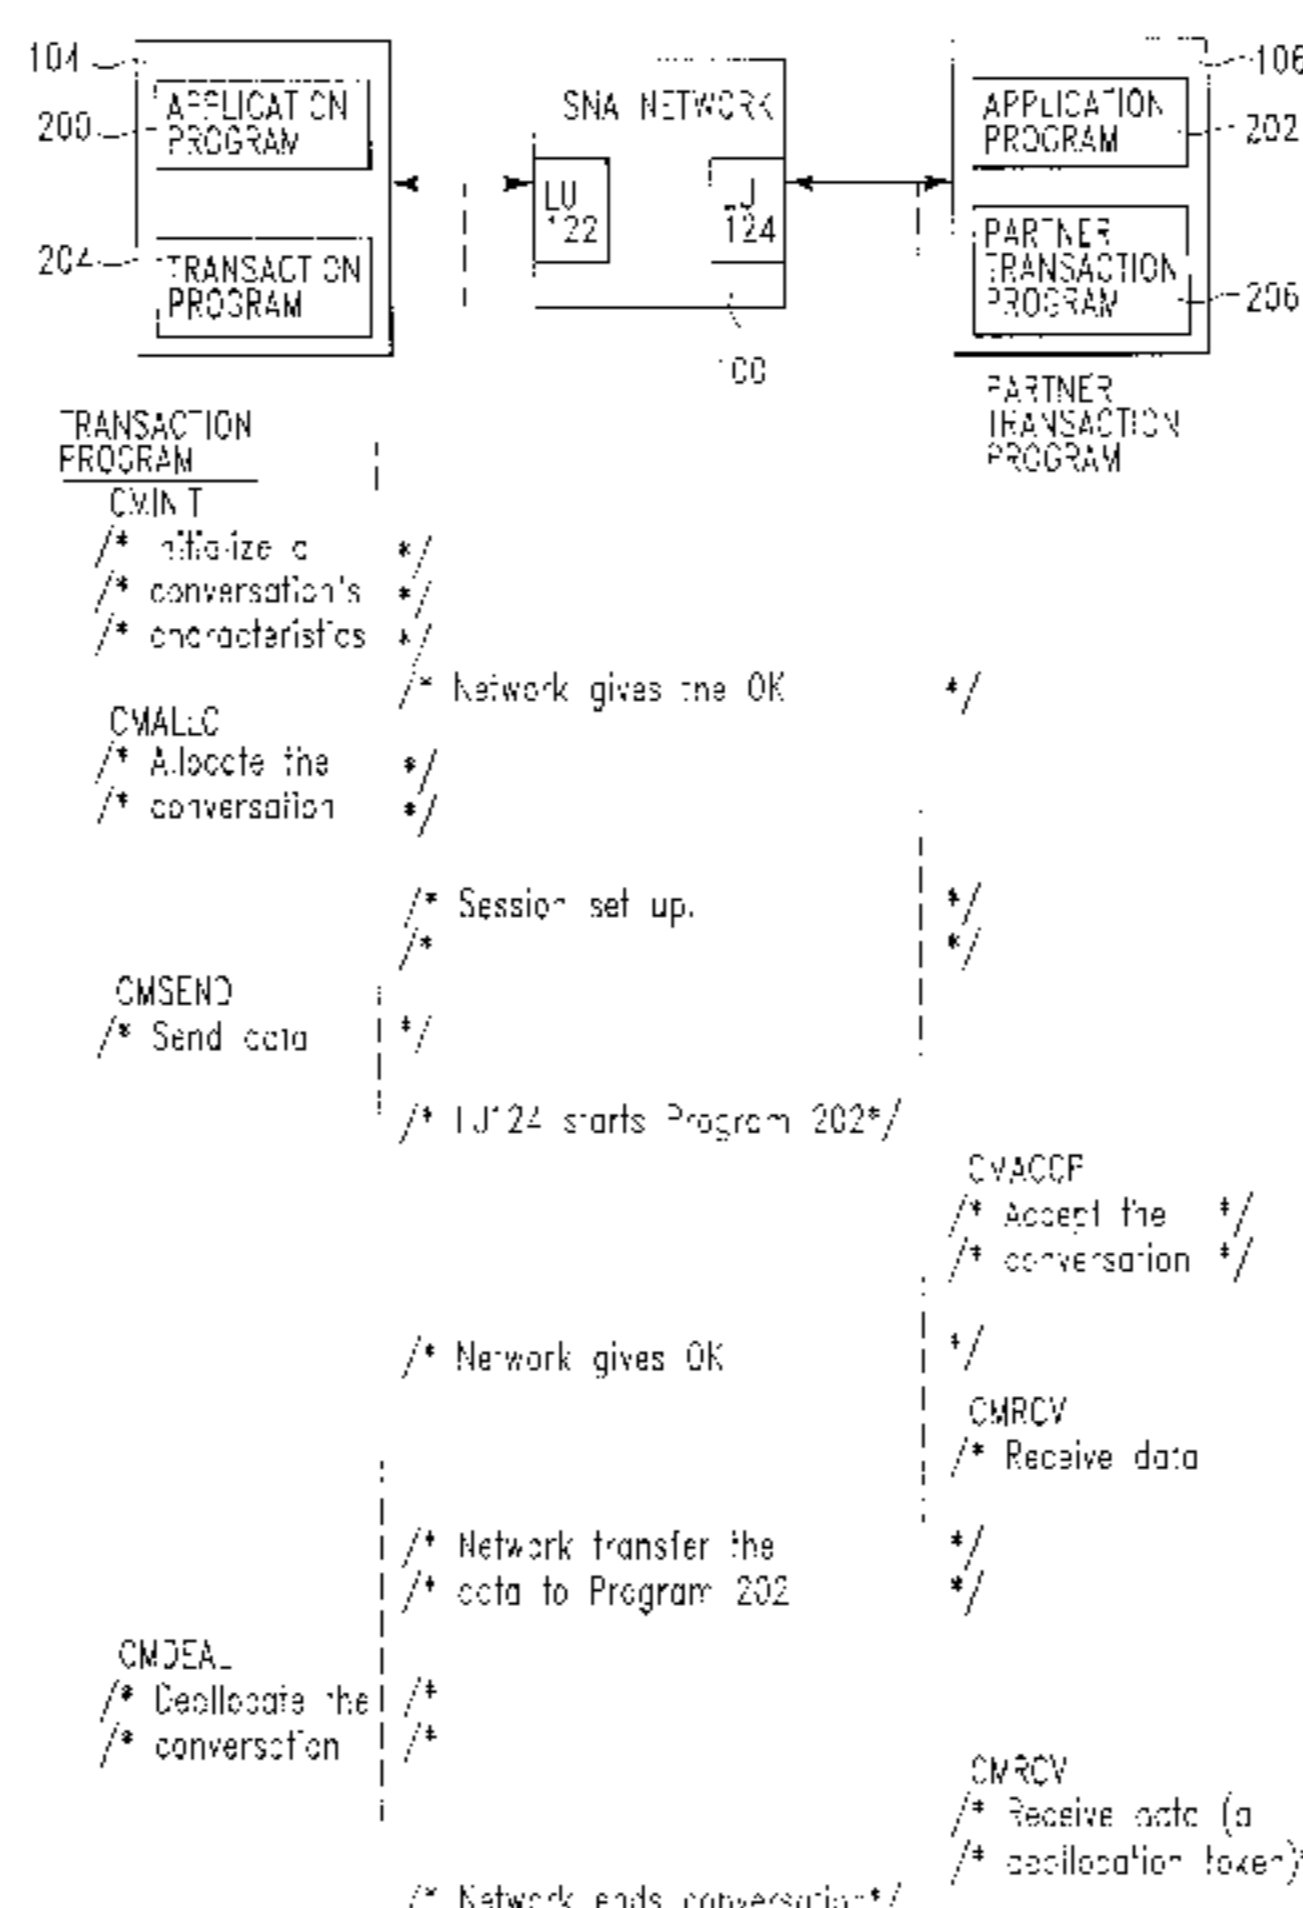 104
APPLICATION
PROGRAM
200
204
TRANSACTION
PROGRAM
SNA NETWORK
LU
122
LU
124
100
106
APPLICATION
PROGRAM
202
PARTNER
TRANSACTION
PROGRAM
206
TRANSACTION
PROGRAM
PARTNER
TRANSACTION
PROGRAM
CMINIT
/* Initialize a */
/* conversation's */
/* characteristics */
/* Network gives the OK */
CMALLC
/* Allocate the */
/* conversation */
/* Session set up. */
/* */
CMSEND
/* Send data */
/* LU124 starts Program 202*/
CMACCP
/* Accept the */
/* conversation */
/* Network gives OK */
CMRCV
/* Receive data
/* Network transfer the */
/* data to Program 202 */
CMDEAL
/* Deallocate the /*
/* conversation /*
CMRCV
/* Receive data (a
/* deallocation token)*
/* Network ends conversation*/